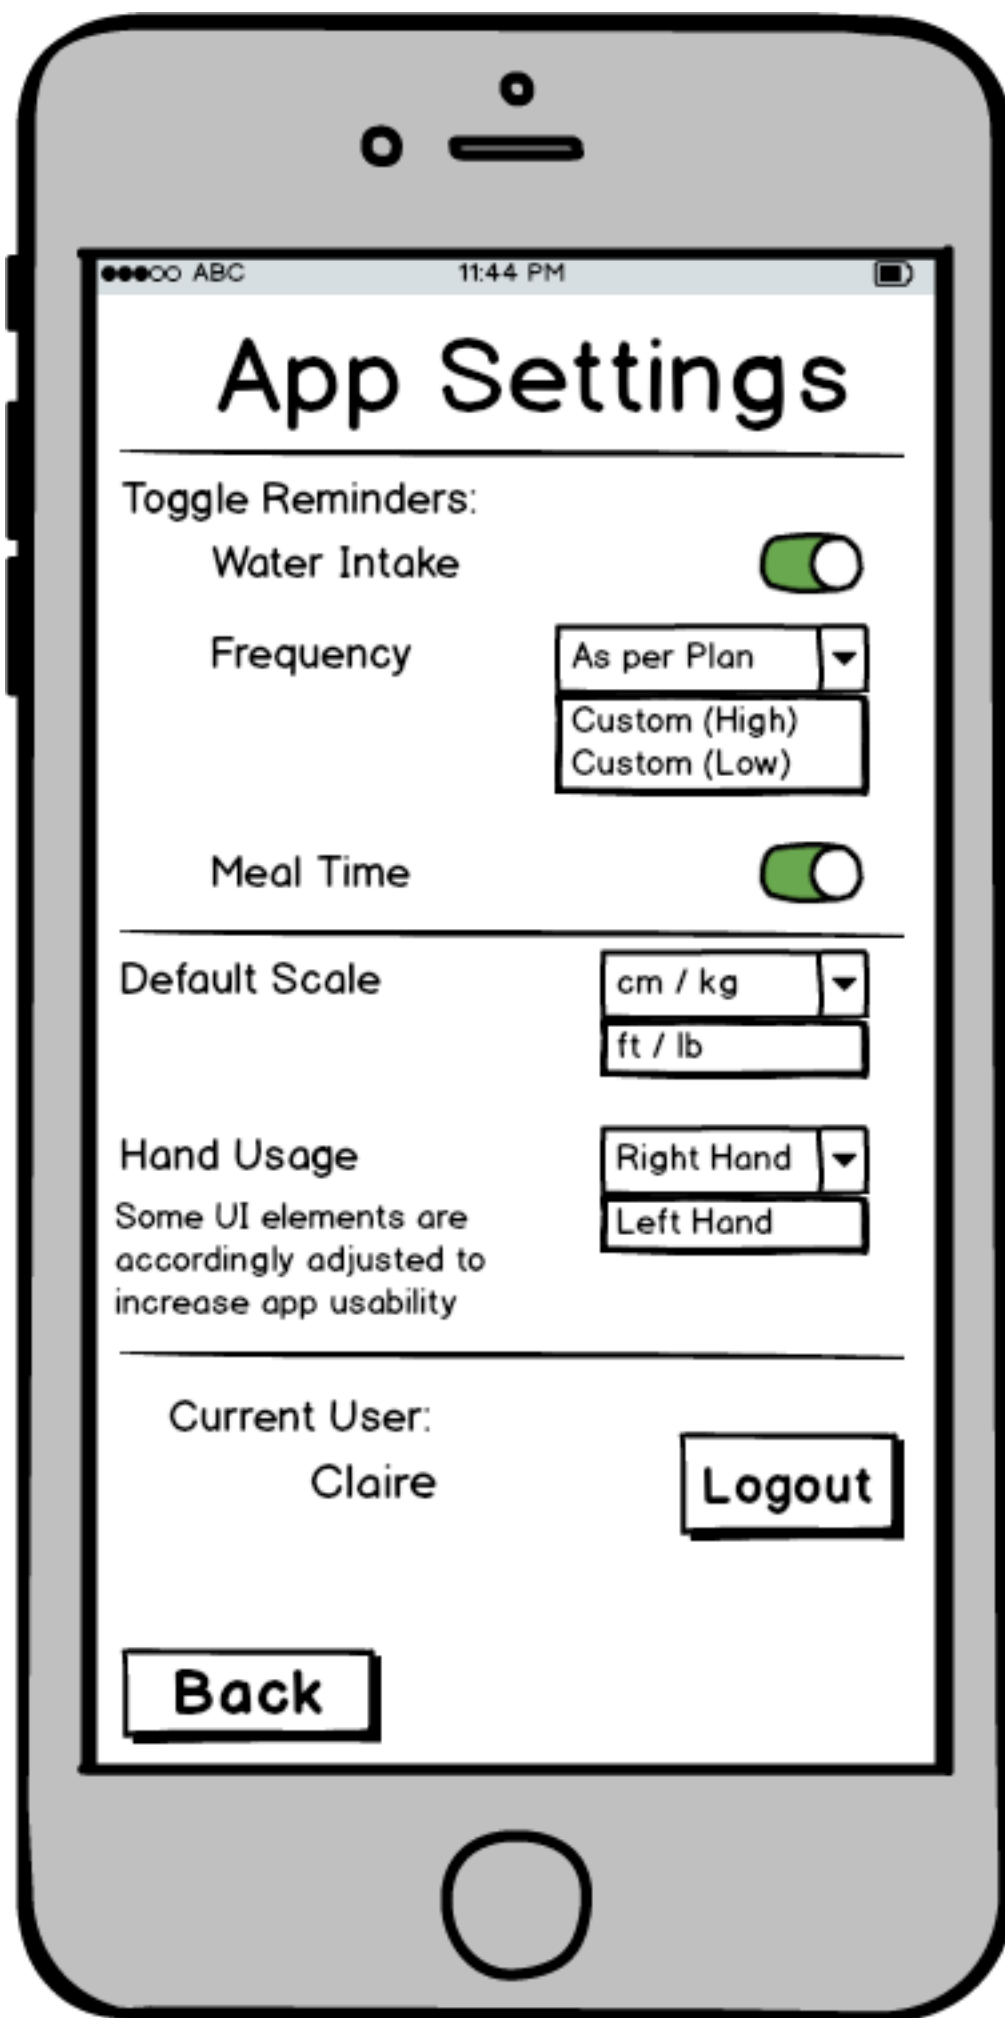 ABC 11:44 PM
App Settings
Toggle Reminders:
Water Intake
Frequency As per Plan
Custom (High)
Custom (Low)
Meal Time
Default Scale cm / kg
ft / lb
Hand Usage Right Hand
Left Hand
Some UI elements are
accordingly adjusted to
increase app usability
Current User:
Claire
Logout
Back